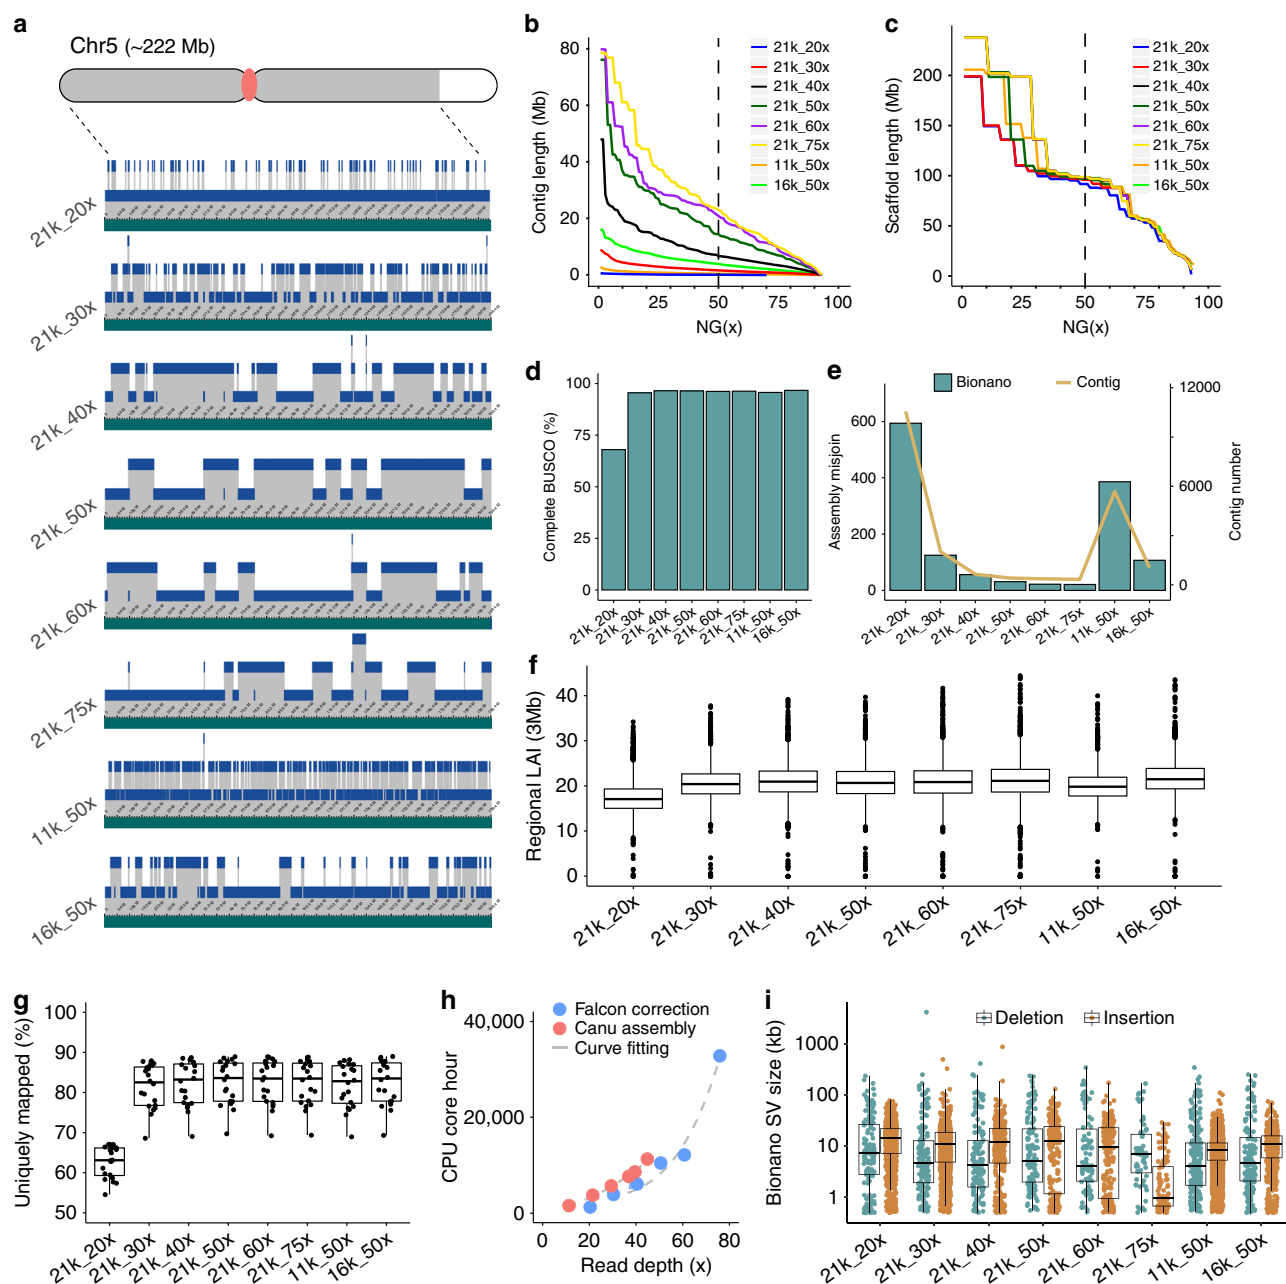 a
Chr5 (~222 Mb)
21k_20x
21k_30x
21k_40x
21k_50x
21k_60x
21k_75x
11k_50x
16k_50x
b
Contig length (Mb)
80
60
40
20
0
0 25 50 75 100
NG(x)
21k_20x
21k_30x
21k_40x
21k_50x
21k_60x
21k_75x
11k_50x
16k_50x
c
Scaffold length (Mb)
200
150
100
50
0
0 25 50 75 100
NG(x)
21k_20x
21k_30x
21k_40x
21k_50x
21k_60x
21k_75x
11k_50x
16k_50x
d
Complete BUSCO (%)
100
75
50
25
0
21k_20x 21k_30x 21k_40x 21k_50x 21k_60x 21k_75x 11k_50x 16k_50x
e
Bionano Contig
Assembly misjoin
600
400
200
0
Contig number
12000
6000
0
21k_20x 21k_30x 21k_40x 21k_50x 21k_60x 21k_75x 11k_50x 16k_50x
f
Regional LAI (3Mb)
40
30
20
10
0
21k_20x 21k_30x 21k_40x 21k_50x 21k_60x 21k_75x 11k_50x 16k_50x
g
Uniquely mapped (%)
100
90
80
70
60
50
21k_20x 21k_30x 21k_40x 21k_50x 21k_60x 21k_75x 11k_50x 16k_50x
h
Falcon correction
Canu assembly
Curve fitting
CPU core hour
40,000
20,000
0
0 20 40 60 80
Read depth (x)
i
Deletion Insertion
Bionano SV size (kb)
1000
100
10
1
21k_20x 21k_30x 21k_40x 21k_50x 21k_60x 21k_75x 11k_50x 16k_50x